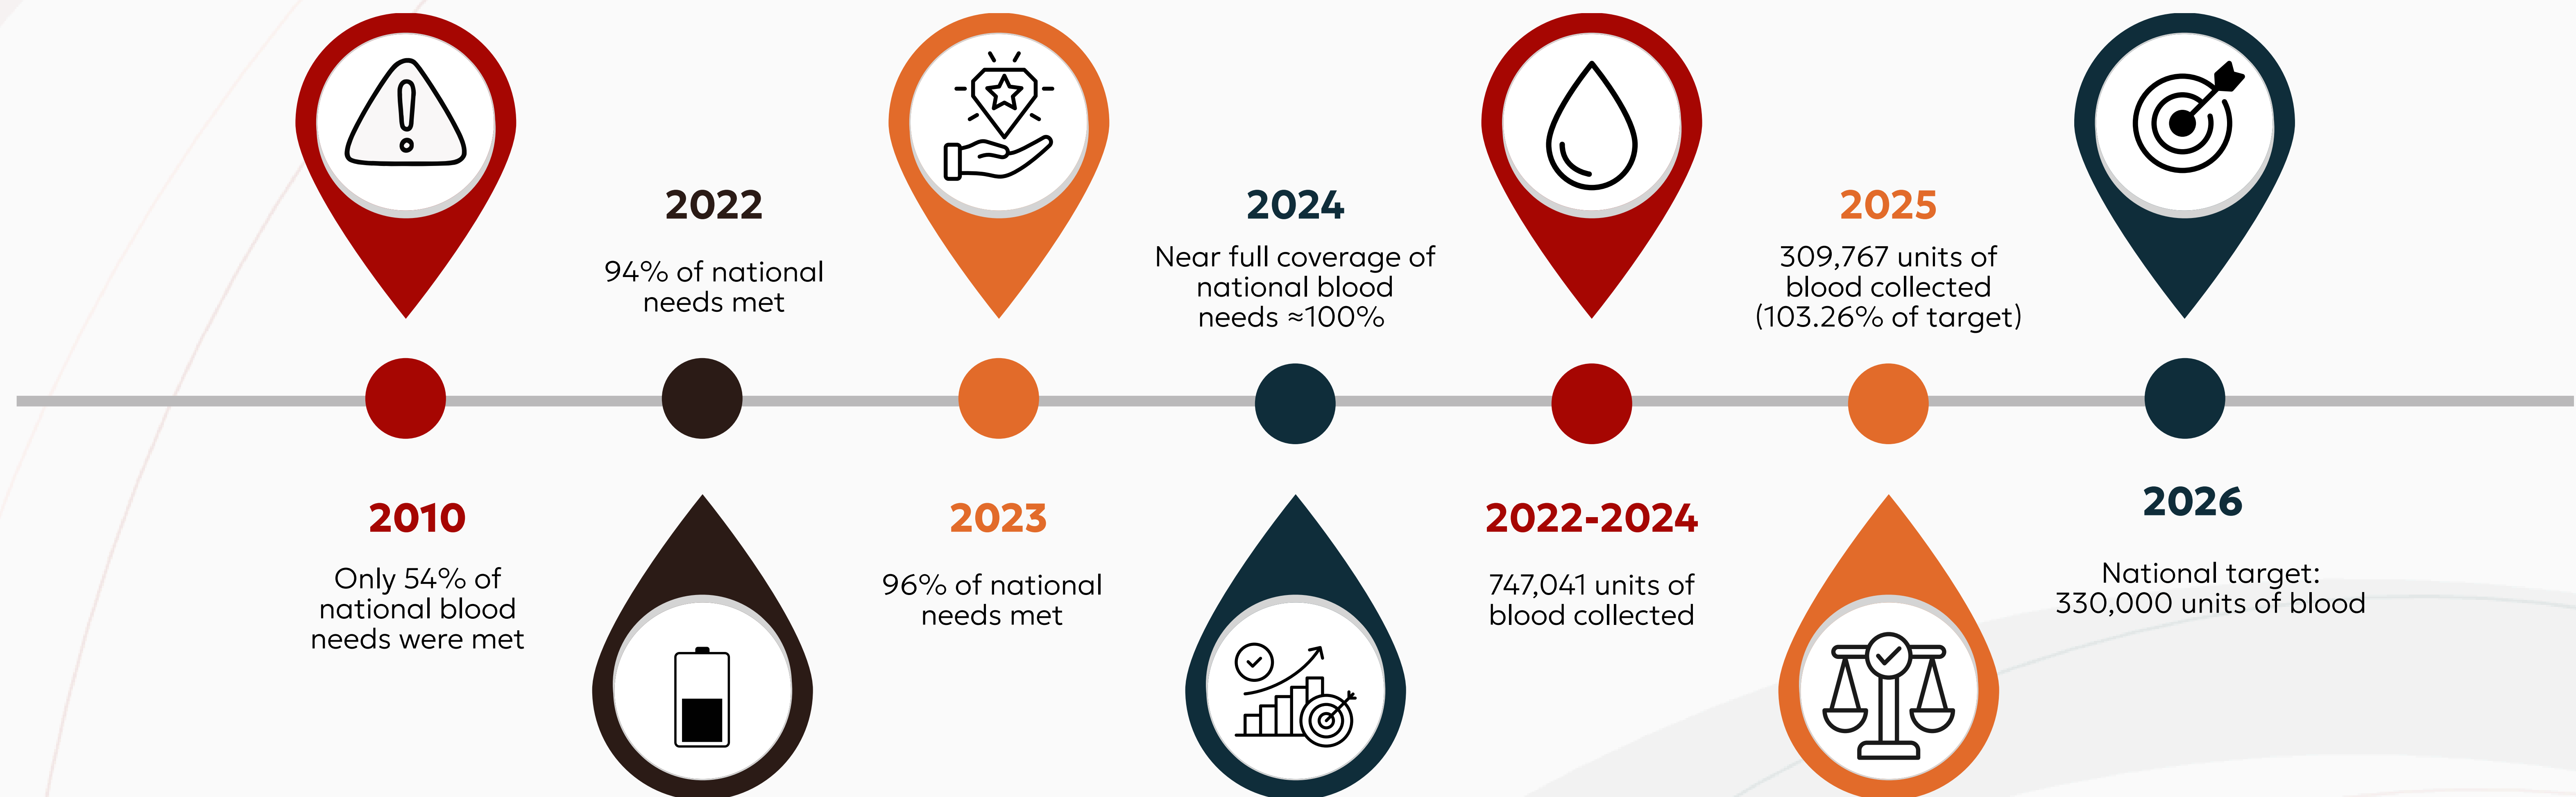 2010
Only 54% of
national blood
needs were met
2022
94% of national
needs met
2023
96% of national
needs met
2024
Near full coverage of
national blood
needs ≈100%
2022-2024
747,041 units of
blood collected
2025
309,767 units of
blood collected
(103.26% of target)
2026
National target:
330,000 units of blood